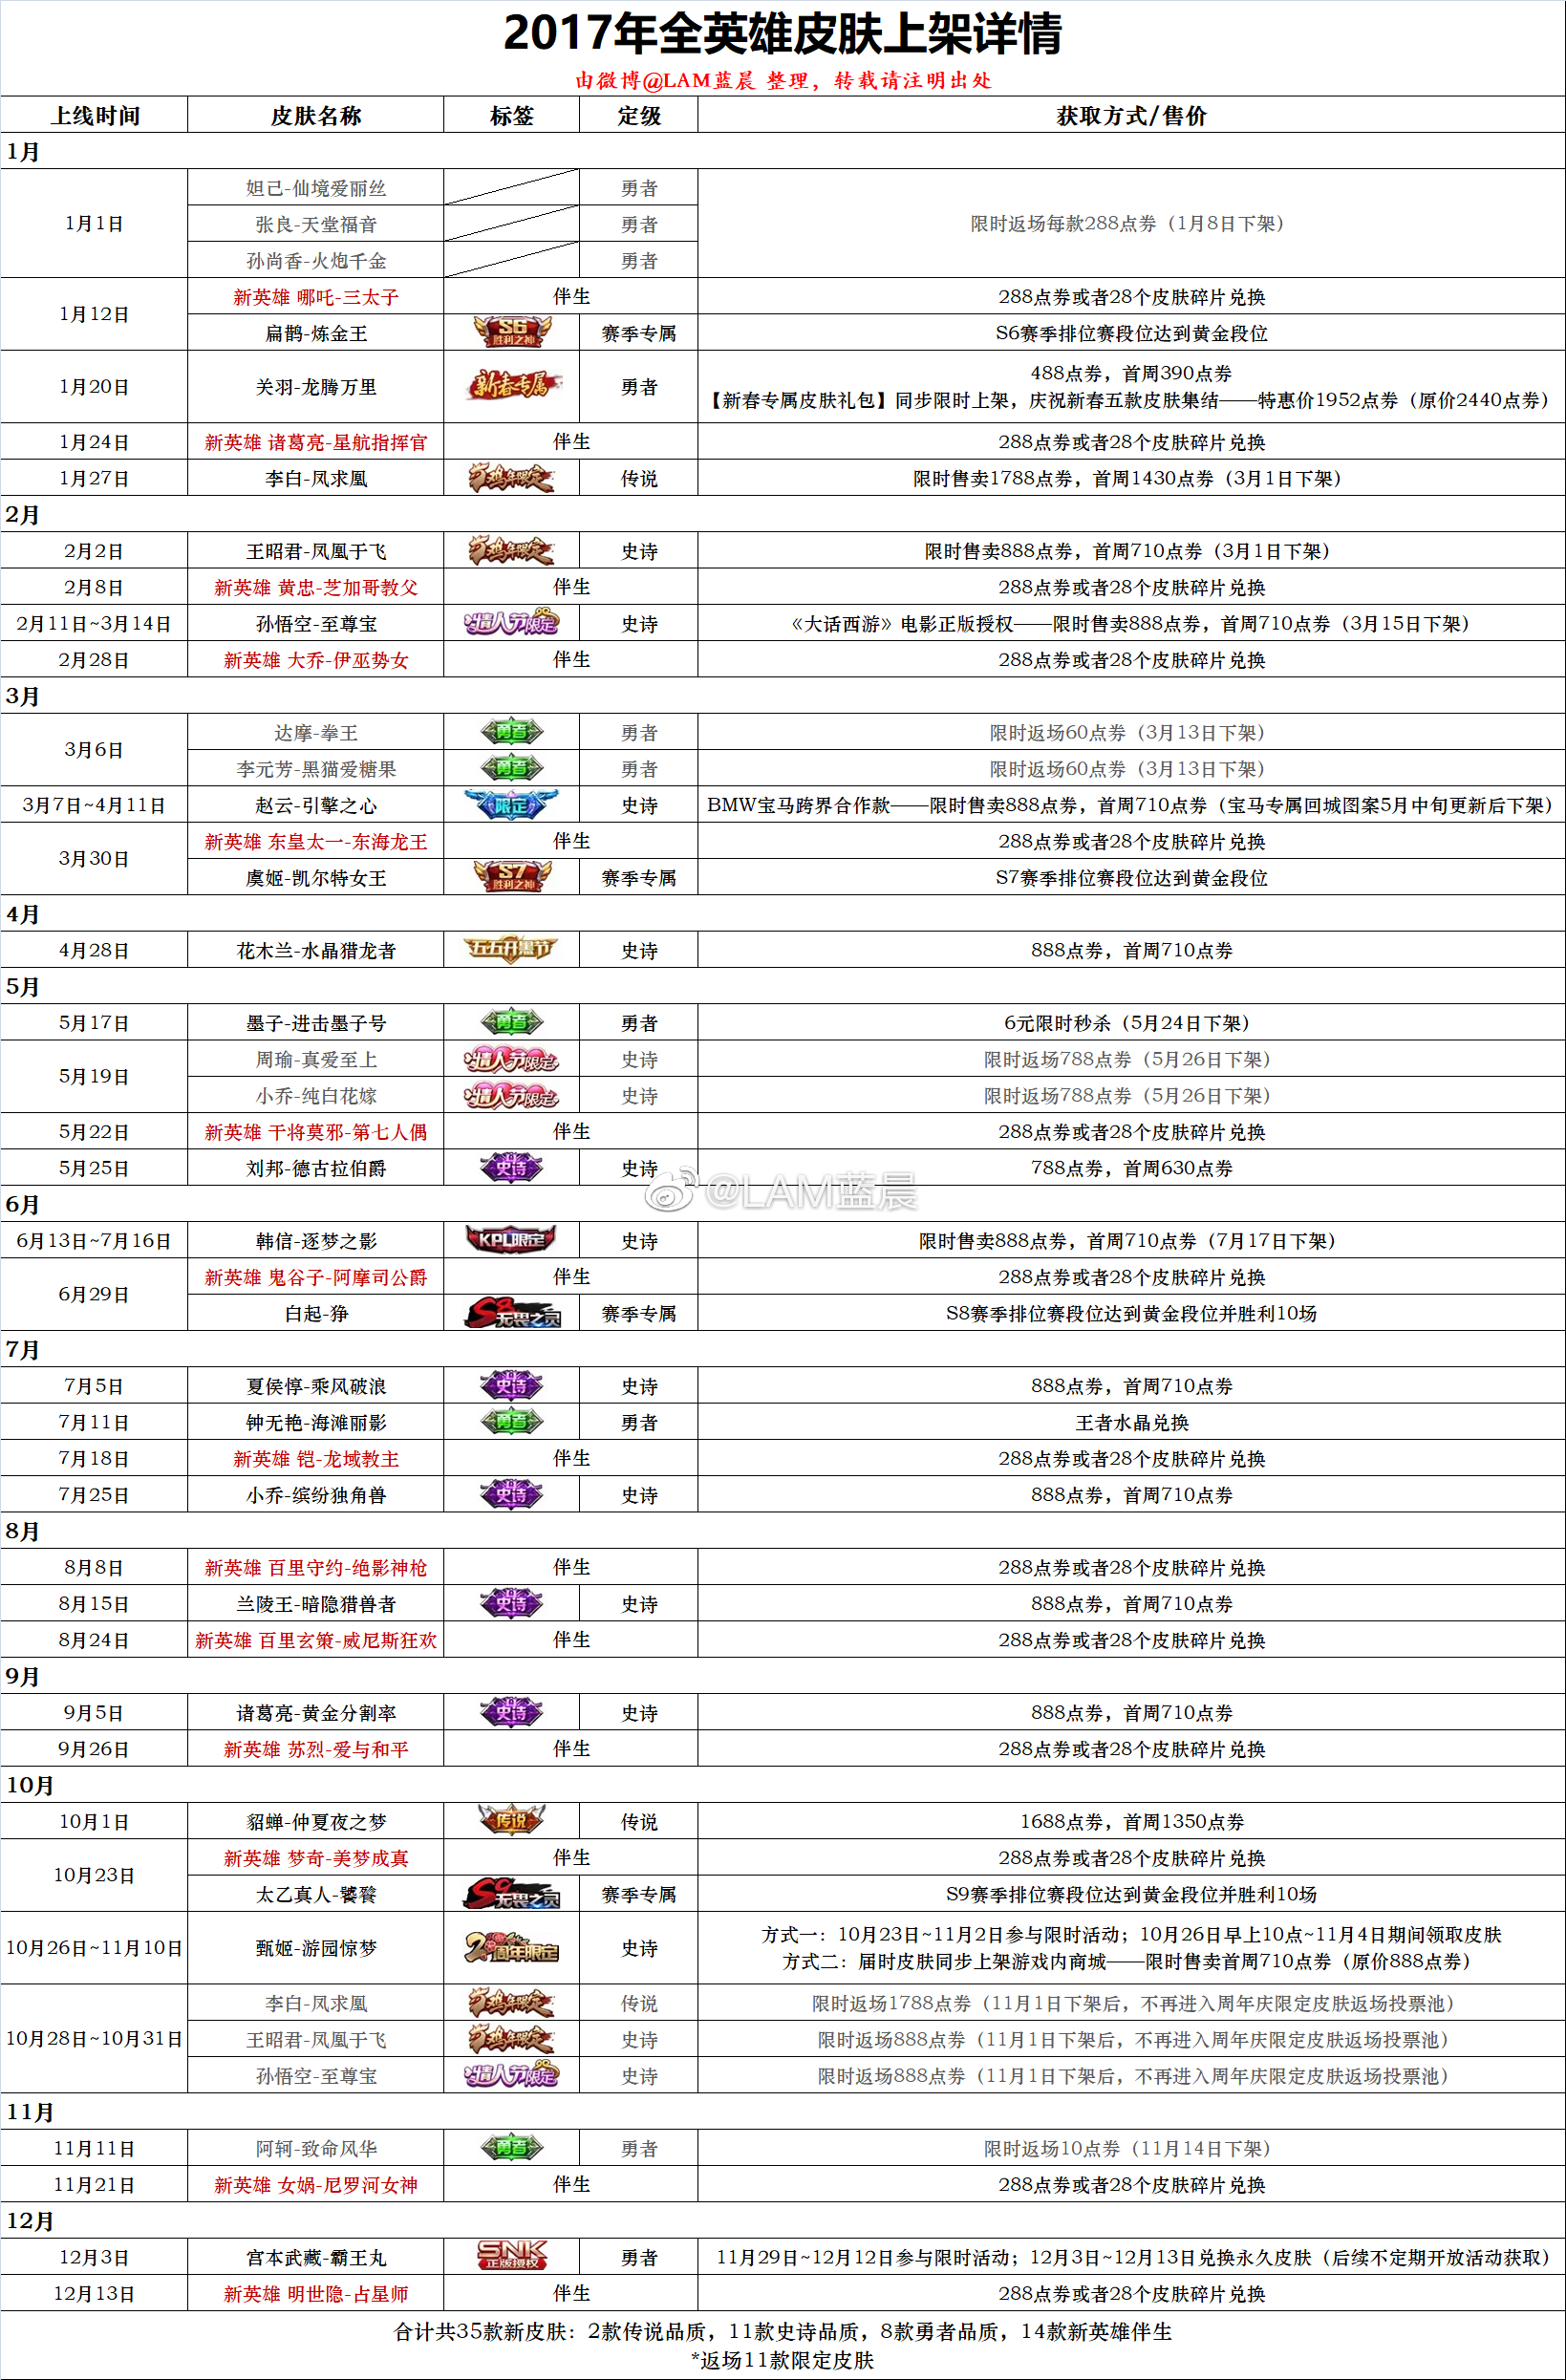 2017年全英雄皮肤上架详情
由微博@LAM蓝晨 整理，转载请注明出处
上线时间 皮肤名称 标签 定级 获取方式/售价
1月
1月1日 妲己-仙境爱丽丝 勇者 限时返场每款288点券（1月8日下架）
张良-天堂福音 勇者
孙尚香-火炮千金 勇者
1月12日 新英雄 哪吒-三太子 伴生 288点券或者28个皮肤碎片兑换
扁鹊-炼金王 S6 胜利之神 赛季专属 S6赛季排位赛段位达到黄金段位
1月20日 关羽-龙腾万里 新春专属 勇者 488点券，首周390点券
【新春专属皮肤礼包】同步限时上架，庆祝新春五款皮肤集结——特惠价1952点券（原价2440点券）
1月24日 新英雄 诸葛亮-星航指挥官 伴生 288点券或者28个皮肤碎片兑换
1月27日 李白-凤求凰 鸡年限定 传说 限时售卖1788点券，首周1430点券（3月1日下架）
2月
2月2日 王昭君-凤凰于飞 鸡年限定 史诗 限时售卖888点券，首周710点券（3月1日下架）
2月8日 新英雄 黄忠-芝加哥教父 伴生 288点券或者28个皮肤碎片兑换
2月11日~3月14日 孙悟空-至尊宝 情人节限定 史诗 《大话西游》电影正版授权——限时售卖888点券，首周710点券（3月15日下架）
2月28日 新英雄 大乔-伊巫势女 伴生 288点券或者28个皮肤碎片兑换
3月
3月6日 达摩-拳王 勇者 勇者 限时返场60点券（3月13日下架）
李元芳-黑猫爱糖果 勇者 勇者 限时返场60点券（3月13日下架）
3月7日~4月11日 赵云-引擎之心 限定 史诗 BMW宝马跨界合作款——限时售卖888点券，首周710点券（宝马专属回城图案5月中旬更新后下架）
3月30日 新英雄 东皇太一-东海龙王 伴生 288点券或者28个皮肤碎片兑换
虞姬-凯尔特女王 S7 胜利之神 赛季专属 S7赛季排位赛段位达到黄金段位
4月
4月28日 花木兰-水晶猎龙者 五五开黑节 史诗 888点券，首周710点券
5月
5月17日 墨子-进击墨子号 勇者 勇者 6元限时秒杀（5月24日下架）
5月19日 周瑜-真爱至上 情人节限定 史诗 限时返场788点券（5月26日下架）
小乔-纯白花嫁 情人节限定 史诗 限时返场788点券（5月26日下架）
5月22日 新英雄 干将莫邪-第七人偶 伴生 288点券或者28个皮肤碎片兑换
5月25日 刘邦-德古拉伯爵 史诗 史诗 788点券，首周630点券
@LAM蓝晨
6月
6月13日~7月16日 韩信-逐梦之影 KPL限定 史诗 限时售卖888点券，首周710点券（7月17日下架）
6月29日 新英雄 鬼谷子-阿摩司公爵 伴生 288点券或者28个皮肤碎片兑换
白起-狰 S8 无畏之灵 赛季专属 S8赛季排位赛段位达到黄金段位并胜利10场
7月
7月5日 夏侯惇-乘风破浪 史诗 史诗 888点券，首周710点券
7月11日 钟无艳-海滩丽影 勇者 勇者 王者水晶兑换
7月18日 新英雄 铠-龙域教主 伴生 288点券或者28个皮肤碎片兑换
7月25日 小乔-缤纷独角兽 史诗 史诗 888点券，首周710点券
8月
8月8日 新英雄 百里守约-绝影神枪 伴生 288点券或者28个皮肤碎片兑换
8月15日 兰陵王-暗隐猎兽者 史诗 史诗 888点券，首周710点券
8月24日 新英雄 百里玄策-威尼斯狂欢 伴生 288点券或者28个皮肤碎片兑换
9月
9月5日 诸葛亮-黄金分割率 史诗 史诗 888点券，首周710点券
9月26日 新英雄 苏烈-爱与和平 伴生 288点券或者28个皮肤碎片兑换
10月
10月1日 貂蝉-仲夏夜之梦 传说 传说 1688点券，首周1350点券
10月23日 新英雄 梦奇-美梦成真 伴生 288点券或者28个皮肤碎片兑换
太乙真人-饕餮 S9 无畏之灵 赛季专属 S9赛季排位赛段位达到黄金段位并胜利10场
10月26日~11月10日 甄姬-游园惊梦 2周年限定 史诗 方式一：10月23日~11月2日参与限时活动；10月26日早上10点~11月4日期间领取皮肤
方式二：届时皮肤同步上架游戏内商城——限时售卖首周710点券（原价888点券）
10月28日~10月31日 李白-凤求凰 鸡年限定 传说 限时返场1788点券（11月1日下架后，不再进入周年庆限定皮肤返场投票池）
王昭君-凤凰于飞 鸡年限定 史诗 限时返场888点券（11月1日下架后，不再进入周年庆限定皮肤返场投票池）
孙悟空-至尊宝 情人节限定 史诗 限时返场888点券（11月1日下架后，不再进入周年庆限定皮肤返场投票池）
11月
11月11日 阿轲-致命风华 勇者 勇者 限时返场10点券（11月14日下架）
11月21日 新英雄 女娲-尼罗河女神 伴生 288点券或者28个皮肤碎片兑换
12月
12月3日 宫本武藏-霸王丸 SNK 正版授权 勇者 11月29日~12月12日参与限时活动；12月3日~12月13日兑换永久皮肤（后续不定期开放活动获取）
12月13日 新英雄 明世隐-占星师 伴生 288点券或者28个皮肤碎片兑换
合计共35款新皮肤：2款传说品质，11款史诗品质，8款勇者品质，14款新英雄伴生
*返场11款限定皮肤